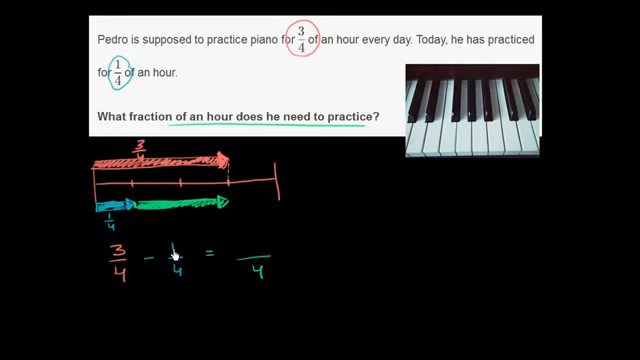 Pedro is supposed to practice piano for 3/4 of an hour every day. Today, he has practiced
for 1/4 of an hour.
What fraction of an hour does he need to practice?
3/4
1/4
3/4 - 1/4 = /4